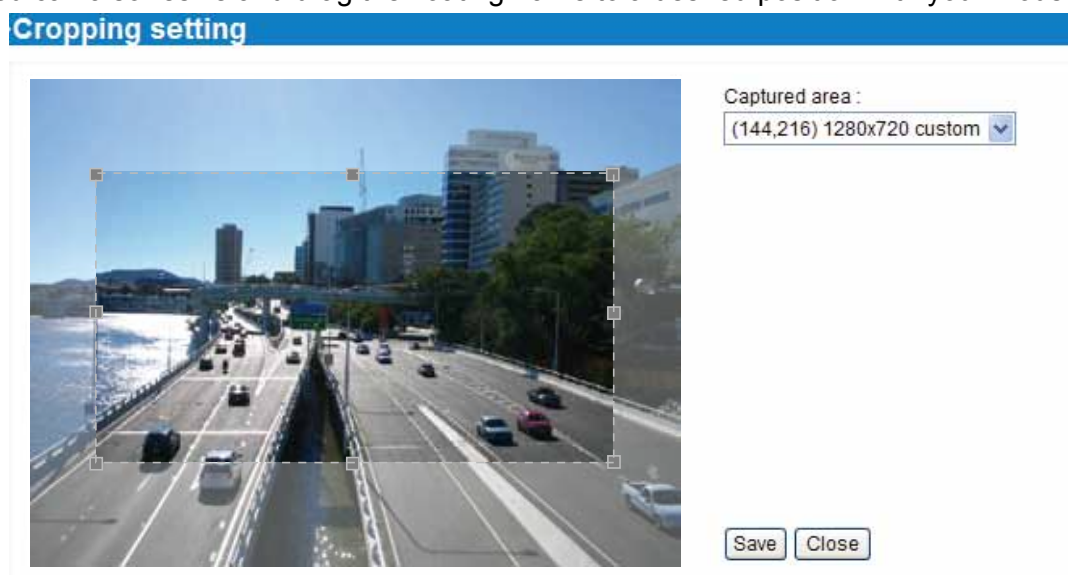 Cropping setting
Captured area :
(144,216) 1280x720 custom
Save Close